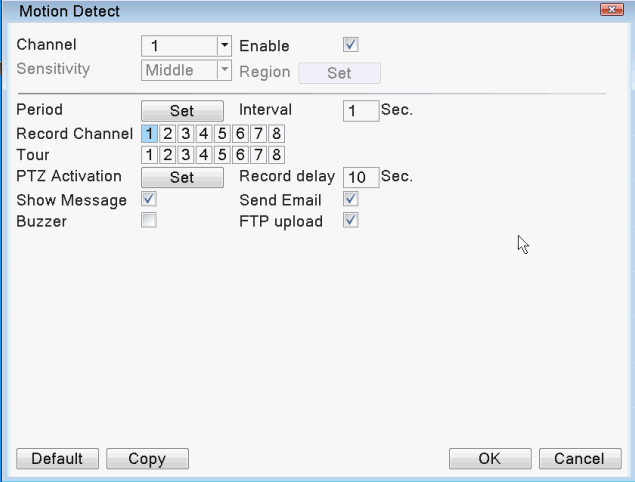 Motion Detect
Channel 1 Enable
Sensitivity Middle Region Set
Period Set Interval 1 Sec.
Record Channel 1 2 3 4 5 6 7 8
Tour 1 2 3 4 5 6 7 8
PTZ Activation Set Record delay 10 Sec.
Show Message Send Email
Buzzer FTP upload
Default Copy OK Cancel